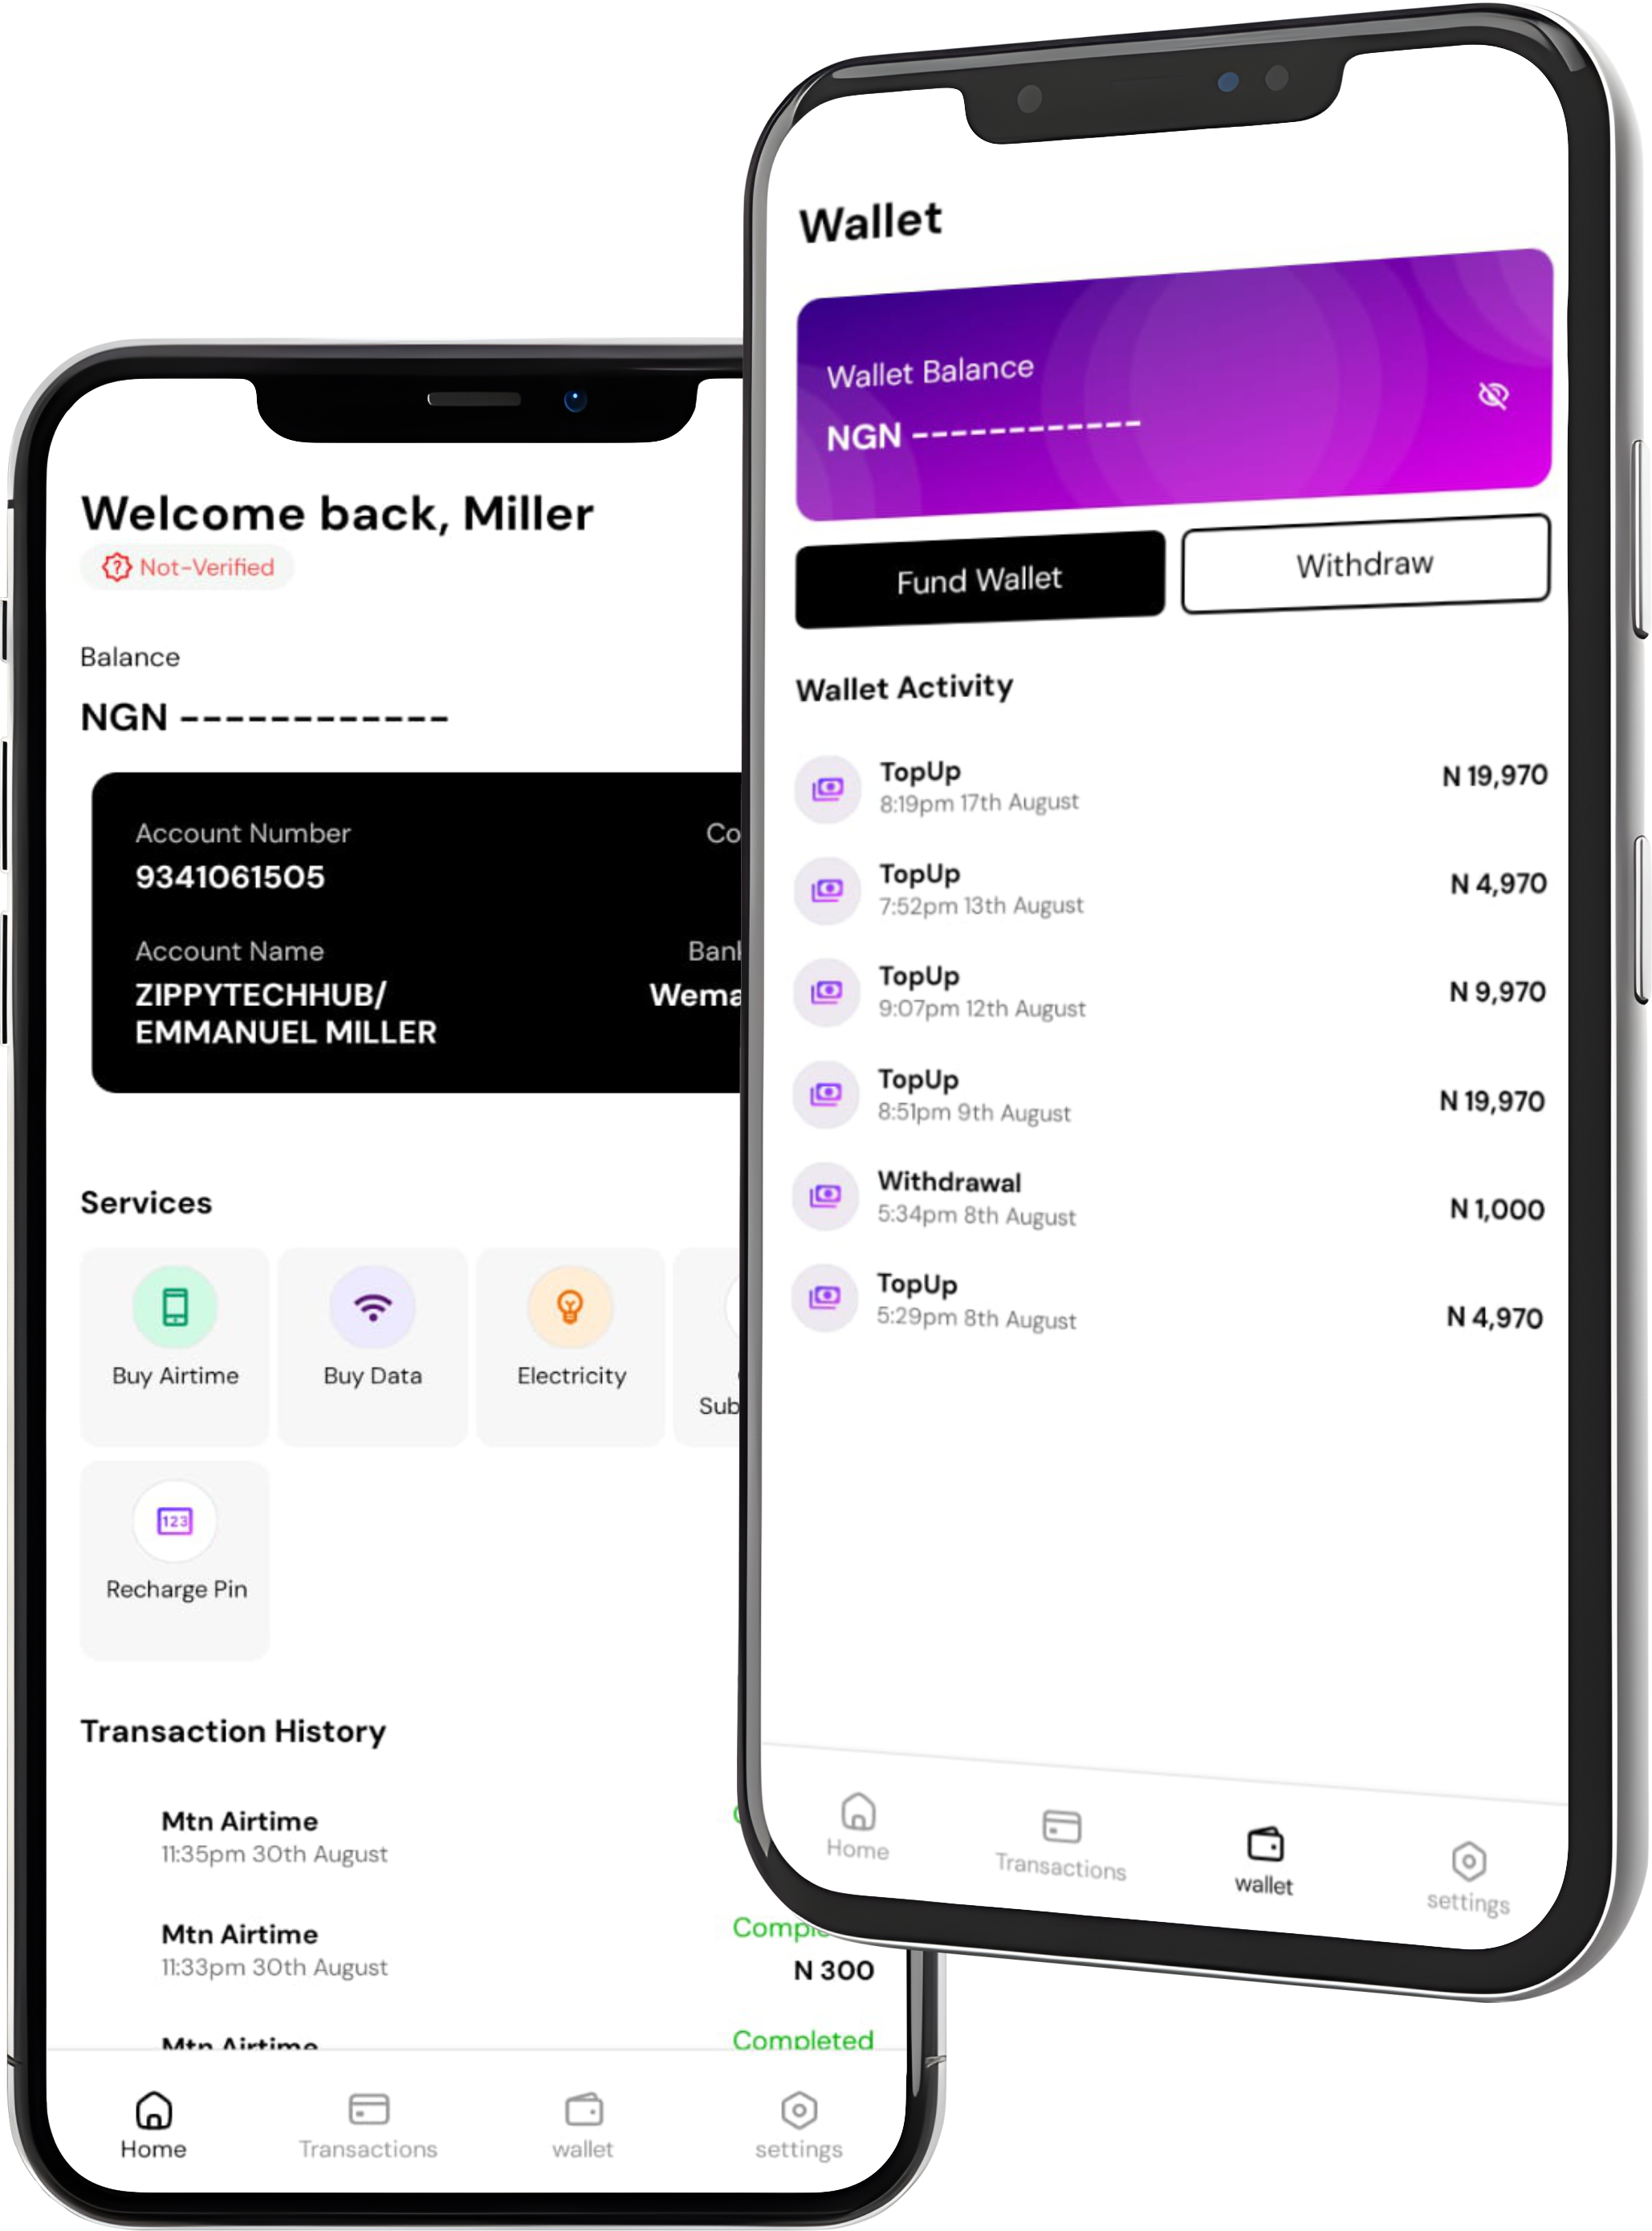 Welcome back, Miller
Not-Verified
Balance
NGN ------------
Account Number
9341061505
Account Name
ZIPPYTECHHUB/
EMMANUEL MILLER
Services
Buy Airtime
Buy Data
Electricity
123
Recharge Pin
Transaction History
Mtn Airtime
11:35pm 30th August
Mtn Airtime
11:33pm 30th August
N 300
Mtn Airtime
Completed
Home
Transactions
wallet
settings
Wallet
Wallet Balance
NGN ------------
Fund Wallet
Withdraw
Wallet Activity
TopUp
8:19pm 17th August
N 19,970
TopUp
7:52pm 13th August
N 4,970
TopUp
9:07pm 12th August
N 9,970
TopUp
8:51pm 9th August
N 19,970
Withdrawal
5:34pm 8th August
N 1,000
TopUp
5:29pm 8th August
N 4,970
Home
Transactions
wallet
settings